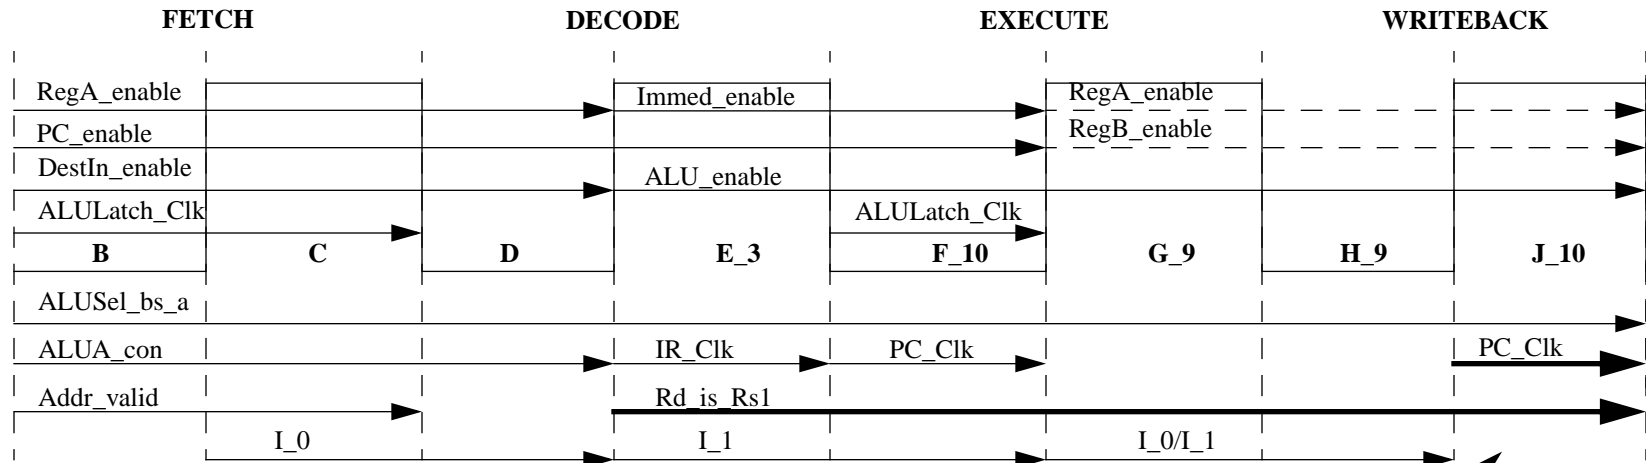 FETCH DECODE EXECUTE WRITEBACK
RegA_enable Immed_enable RegA_enable
PC_enable RegB_enable
DestIn_enable ALU_enable
ALULatch_Clk ALULatch_Clk
B C D E_3 F_10 G_9 H_9 J_10
ALUSel_bs_a
ALUA_con IR_Clk PC_Clk PC_Clk
Addr_valid Rd_is_Rs1
I_0 I_1 I_0/I_1